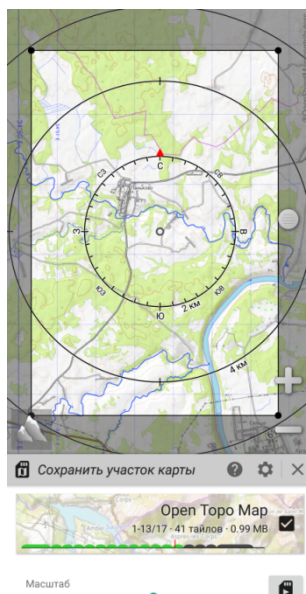 С
СЗ
СВ
З
В
ЮЗ
ЮВ
Ю
2 км
4 км
Сохранить участок карты
Open Topo Map
1-13/17 · 41 тайлов · 0.99 MB
Масштаб